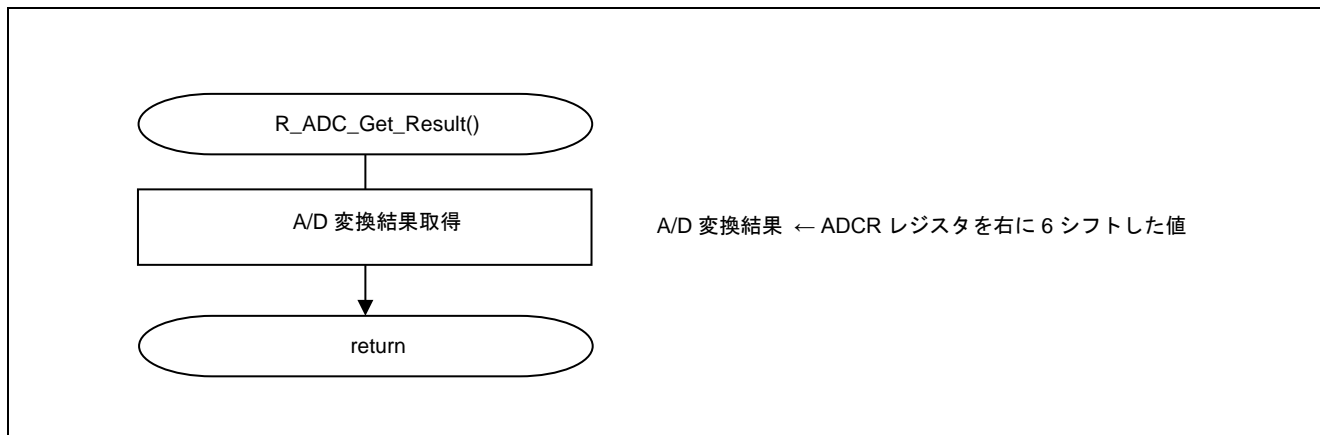 R_ADC_Get_Result()
A/D 変換結果取得
A/D 変換結果 ← ADCR レジスタを右に 6 シフトした値
return